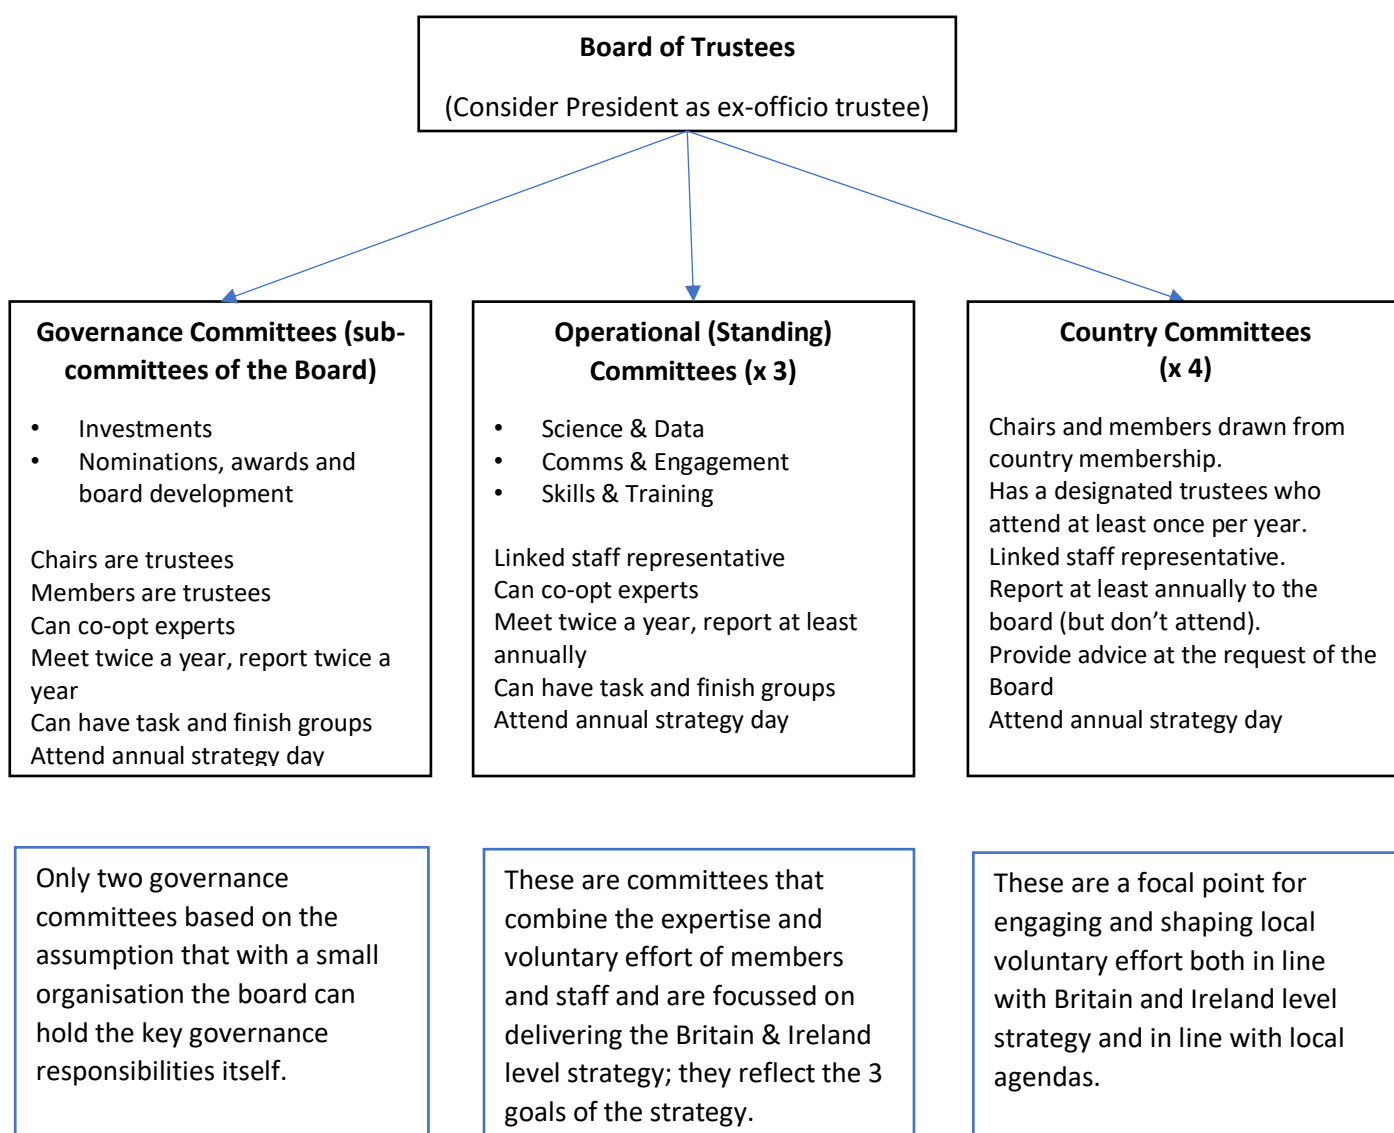 Board of Trustees
(Consider President as ex-officio trustee)
Governance Committees (sub-
committees of the Board)
• Investments
• Nominations, awards and
board development
Chairs are trustees
Members are trustees
Can co-opt experts
Meet twice a year, report twice a
year
Can have task and finish groups
Attend annual strategy day
Operational (Standing)
Committees (x 3)
• Science & Data
• Comms & Engagement
• Skills & Training
Linked staff representative
Can co-opt experts
Meet twice a year, report at least
annually
Can have task and finish groups
Attend annual strategy day
Country Committees
(x 4)
Chairs and members drawn from
country membership.
Has a designated trustees who
attend at least once per year.
Linked staff representative.
Report at least annually to the
board (but don’t attend).
Provide advice at the request of the
Board
Attend annual strategy day
Only two governance
committees based on the
assumption that with a small
organisation the board can
hold the key governance
responsibilities itself.
These are committees that
combine the expertise and
voluntary effort of members
and staff and are focussed on
delivering the Britain & Ireland
level strategy; they reflect the 3
goals of the strategy.
These are a focal point for
engaging and shaping local
voluntary effort both in line
with Britain and Ireland level
strategy and in line with local
agendas.